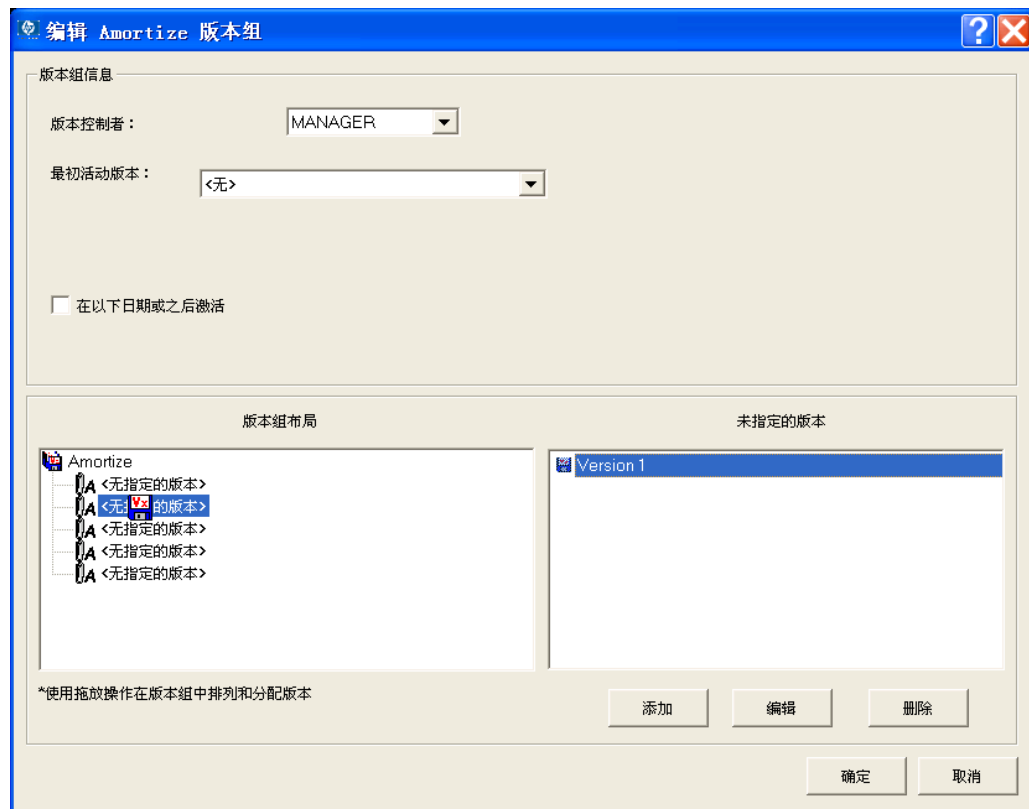 编辑 Amortize 版本组
版本组信息
版本控制者：
MANAGER
最初活动版本：
<无>
在以下日期或之后激活
版本组布局
未指定的版本
Amortize
A <无指定的版本>
A <无 的版本>
A <无指定的版本>
A <无指定的版本>
A <无指定的版本>
Version 1
*使用拖放操作在版本组中排列和分配版本
添加
编辑
删除
确定
取消